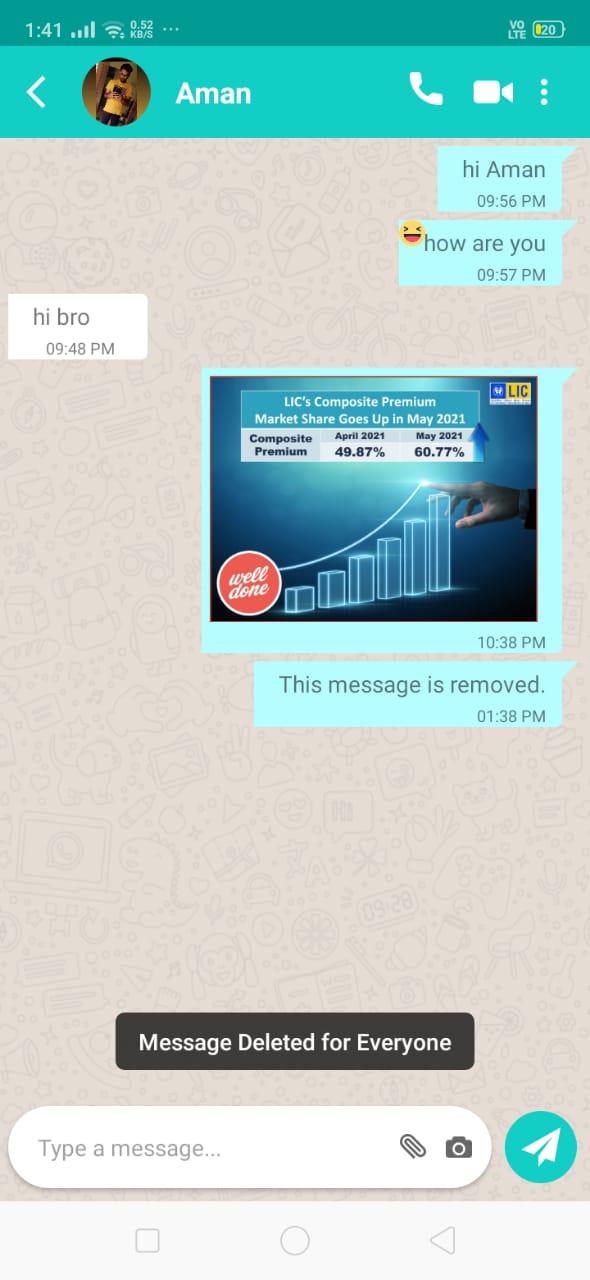 1:41 0.52 KB/S ... VO LTE 20
Aman
hi Aman
09:56 PM
how are you
09:57 PM
hi bro
09:48 PM
LIC
LIC's Composite Premium
Market Share Goes Up in May 2021
Composite Premium April 2021 May 2021
49.87% 60.77%
well
done
10:38 PM
This message is removed.
01:38 PM
Hi
09:28
Message Deleted for Everyone
Type a message...